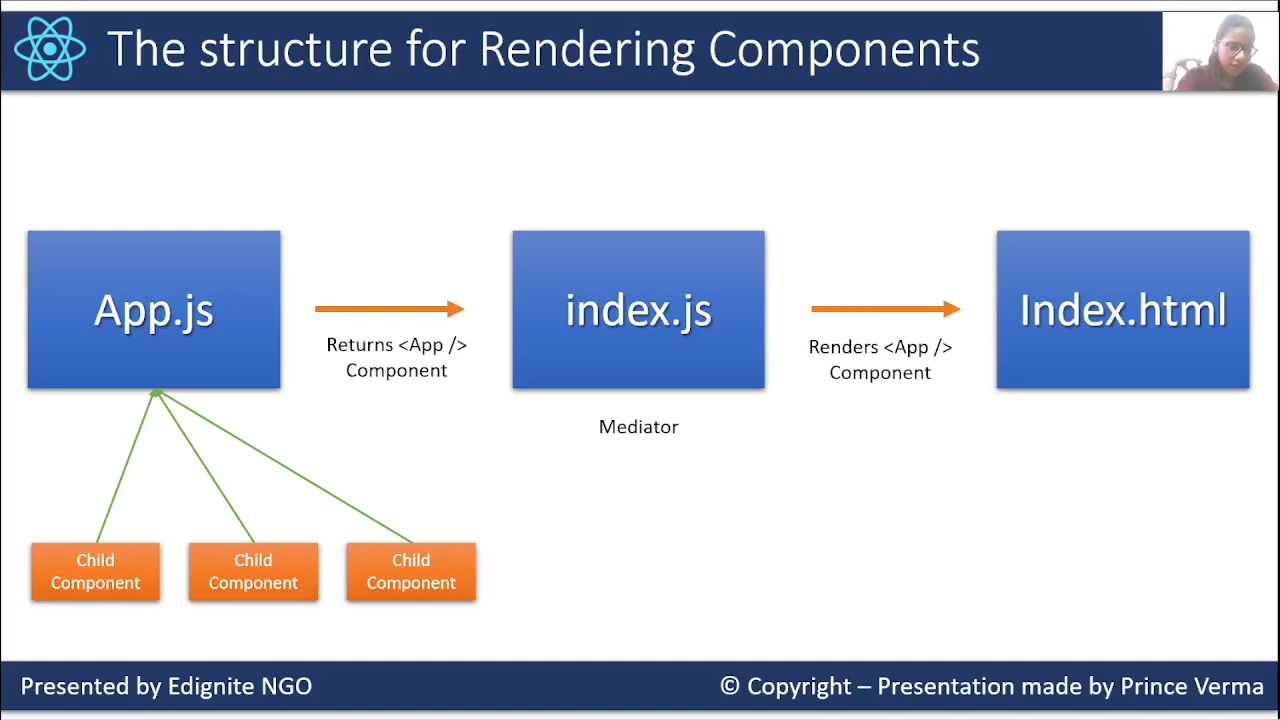 The structure for Rendering Components
App.js
index.js
Index.html
Returns <App />
Component
Renders <App />
Component
Mediator
Child
Component
Child
Component
Child
Component
Presented by Edignite NGO
© Copyright – Presentation made by Prince Verma